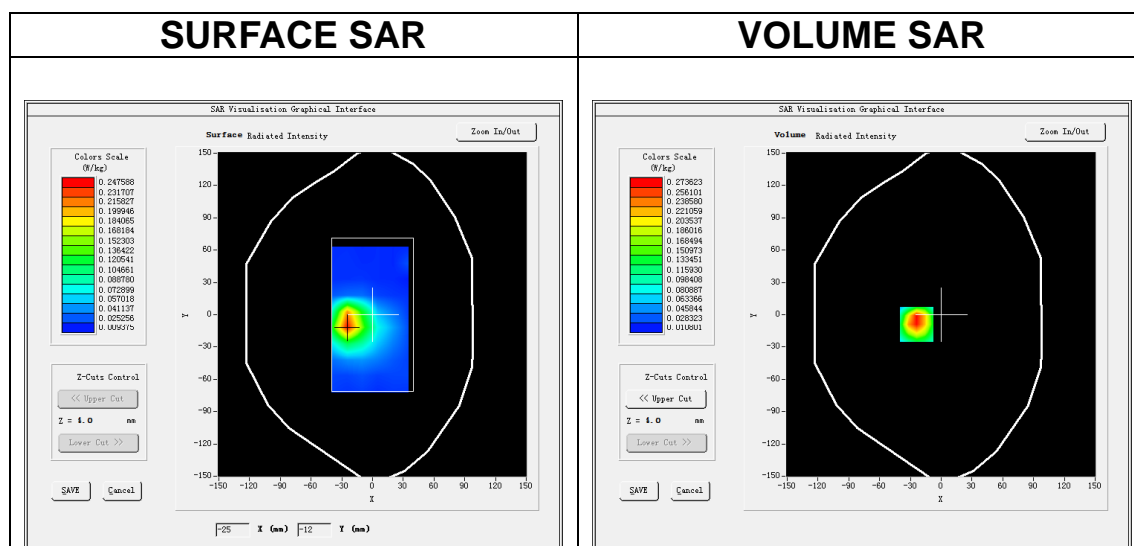 SURFACE SAR
VOLUME SAR
SAR Visualisation Graphical Interface
Surface Radiated Intensity
Zoom In/Out
Colors Scale
(W/kg)
0.247588
0.231707
0.215827
0.199946
0.184065
0.168184
0.152303
0.136422
0.120541
0.104661
0.088780
0.072899
0.057018
0.041137
0.025256
0.009375
Z-Cuts Control
<< Upper Cut
Z = 4.0 mm
Lower Cut >>
SAVE
Cancel
150
120
90
60
30
0
-30
-60
-90
-120
-150
Y
-150 -120 -90 -60 -30 0 30 60 90 120 150
X
-25 X (mm) -12 Y (mm)
SAR Visualisation Graphical Interface
Volume Radiated Intensity
Zoom In/Out
Colors Scale
(W/kg)
0.273623
0.256101
0.238580
0.221059
0.203537
0.186016
0.168494
0.150973
0.133451
0.115930
0.098408
0.080887
0.063366
0.045844
0.028323
0.010801
Z-Cuts Control
<< Upper Cut
Z = 4.0 mm
Lower Cut >>
SAVE
Cancel
150
120
90
60
30
0
-30
-60
-90
-120
-150
Y
-150 -120 -90 -60 -30 0 30 60 90 120 150
X